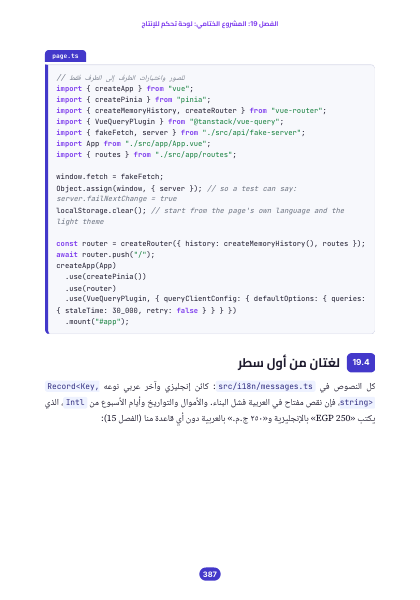 الفصل 19: المشروع الختامي: لوحة تحكم للإنتاج
page.ts
// للصور واختبارات الطرف إلى الطرف فقط
import { createApp } from "vue";
import { createPinia } from "pinia";
import { createMemoryHistory, createRouter } from "vue-router";
import { VueQueryPlugin } from "@tanstack/vue-query";
import { fakeFetch, server } from "./src/api/fake-server";
import App from "./src/app/App.vue";
import { routes } from "./src/app/routes";
window.fetch = fakeFetch;
Object.assign(window, { server }); // so a test can say:
server.failNextChange = true
localStorage.clear(); // start from the page's own language and the
light theme
const router = createRouter({ history: createMemoryHistory(), routes });
await router.push("/");
createApp(App)
.use(createPinia())
.use(router)
.use(VueQueryPlugin, { queryClientConfig: { defaultOptions: { queries:
{ staleTime: 30_000, retry: false } } } })
.mount("#app");
19.4 لغتان من أول سطر
كل النصوص في src/i18n/messages.ts: كائن إنجليزي وآخر عربي نوعه Record<Key,
string>، فإن نقص مفتاح في العربية فشل البناء. والأموال والتواريخ وأيام الأسبوع من Intl، الذي
يكتب «EGP 250» بالإنجليزية و«٢٥٠ ج.م.» بالعربية دون أي قاعدة منا (الفصل 15):
387